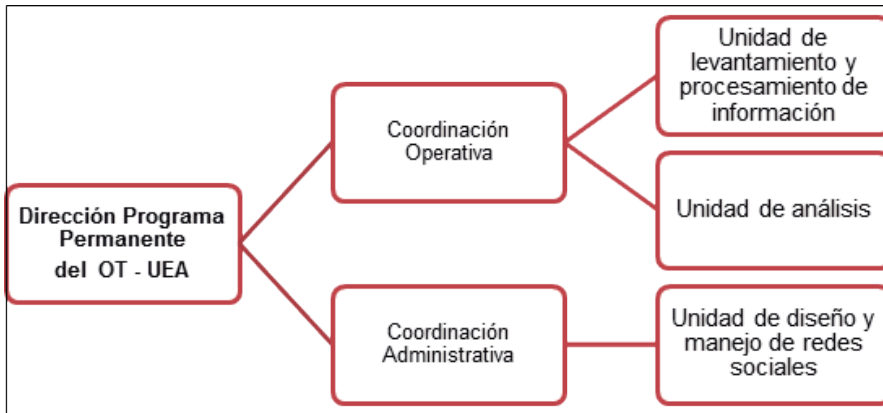 Dirección Programa
Permanente
del OT - UEA
Coordinación
Operativa
Coordinación
Administrativa
Unidad de
levantamiento y
procesamiento de
información
Unidad de análisis
Unidad de diseño y
manejo de redes
sociales